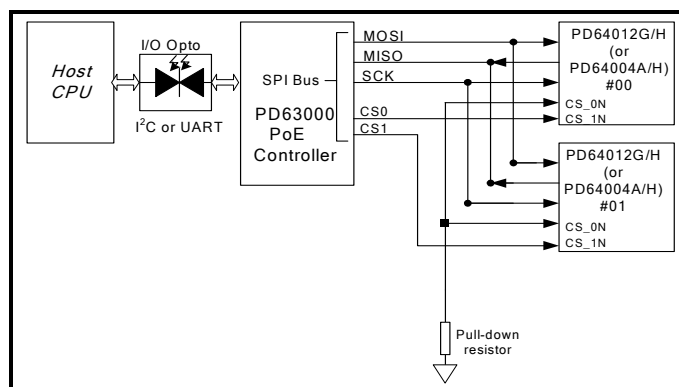 Host
CPU
I/O Opto
I²C or UART
SPI Bus
PD63000
PoE
Controller
MOSI
MISO
SCK
CS0
CS1
PD64012G/H
(or
PD64004A/H)
#00
CS_0N
CS_1N
PD64012G/H
(or
PD64004A/H)
#01
CS_0N
CS_1N
Pull-down
resistor